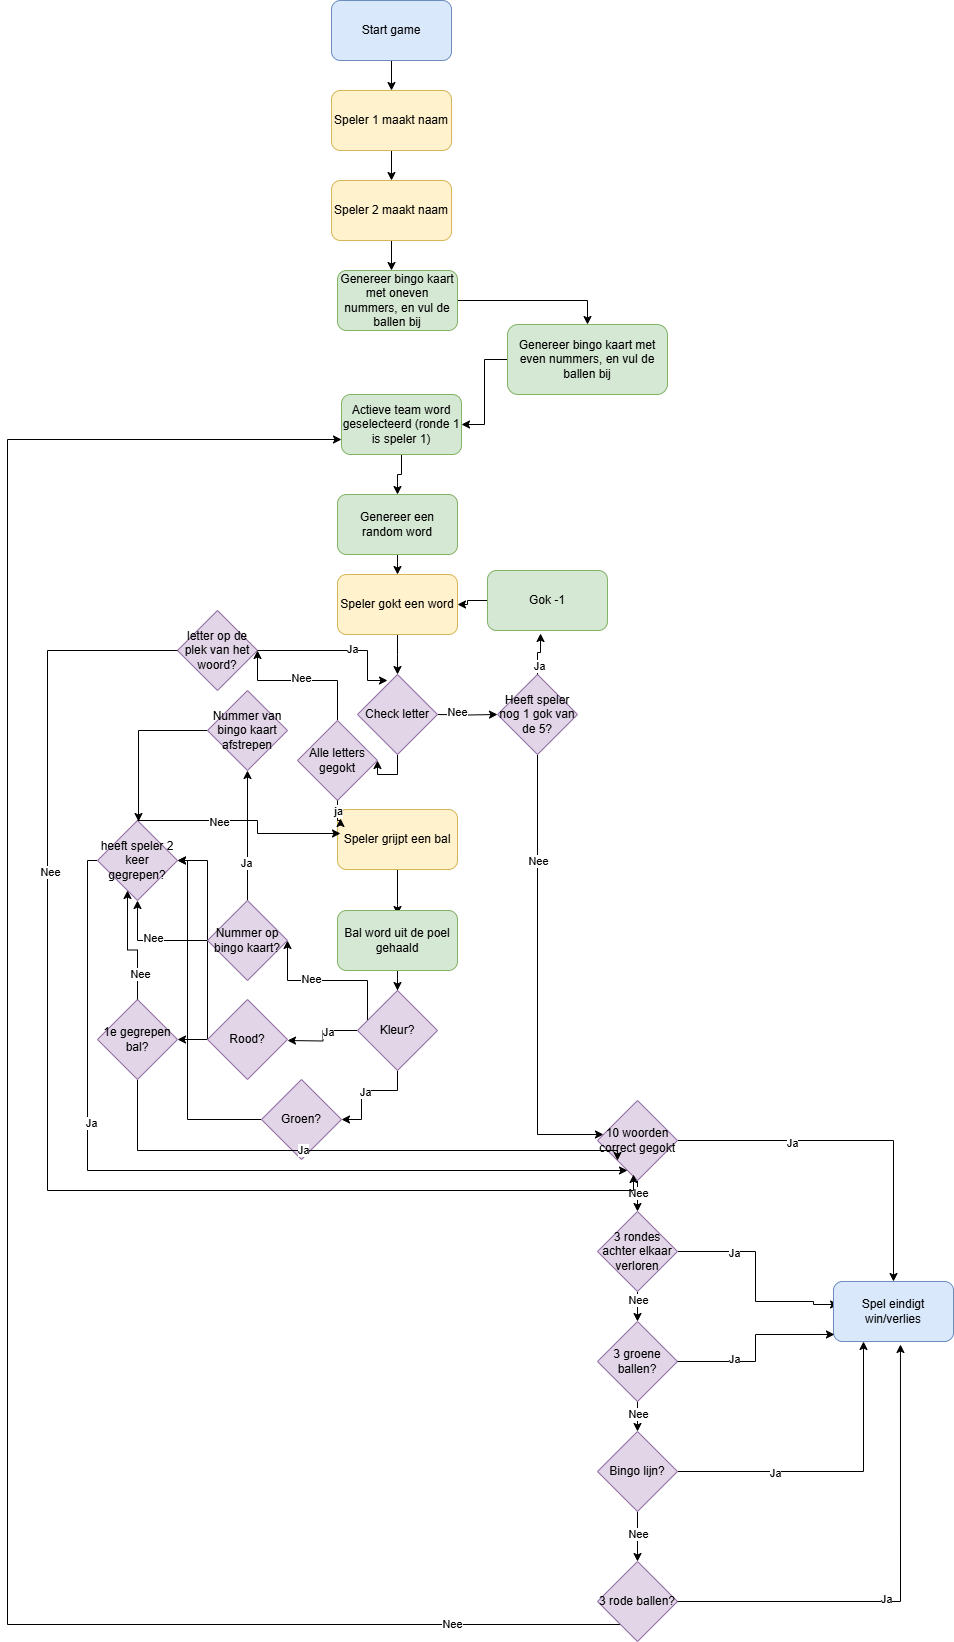 Start game
Speler 1 maakt naam
Speler 2 maakt naam
Genereer bingo kaart
met oneven
nummers, en vul de
ballen bij
Genereer bingo kaart met
even nummers, en vul de
ballen bij
Actieve team word
geselecteerd (ronde 1
is speler 1)
Genereer een
random word
Speler gokt een word
Gok -1
letter op de
plek van het
woord?
Ja
Ja
Nee
Heeft speler
nog 1 gok van
de 5?
Check letter
Nee
Nummer van
bingo kaart
afstrepen
Alle letters
gegokt
ja
Nee
Speler grijpt een bal
heeft speler 2
keer
gegrepen?
Ja
Nee
Nee
Nummer op
bingo kaart?
Nee
Bal word uit de poel
gehaald
Nee
Nee
1e gegrepen
bal?
Rood?
Ja
Kleur?
Ja
Groen?
Ja
Ja
10 woorden
correct gegokt
Ja
Nee
3 rondes
achter elkaar
verloren
Ja
Nee
Spel eindigt
win/verlies
3 groene
ballen?
Ja
Nee
Bingo lijn?
Ja
Nee
3 rode ballen?
Ja
Nee